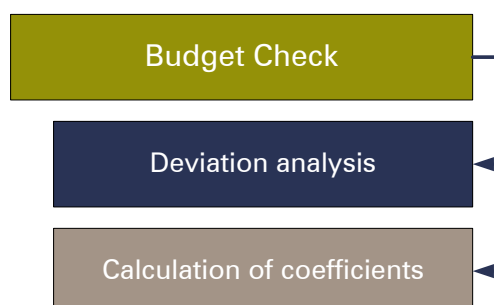 Budget Check
Deviation analysis
Calculation of coefficients